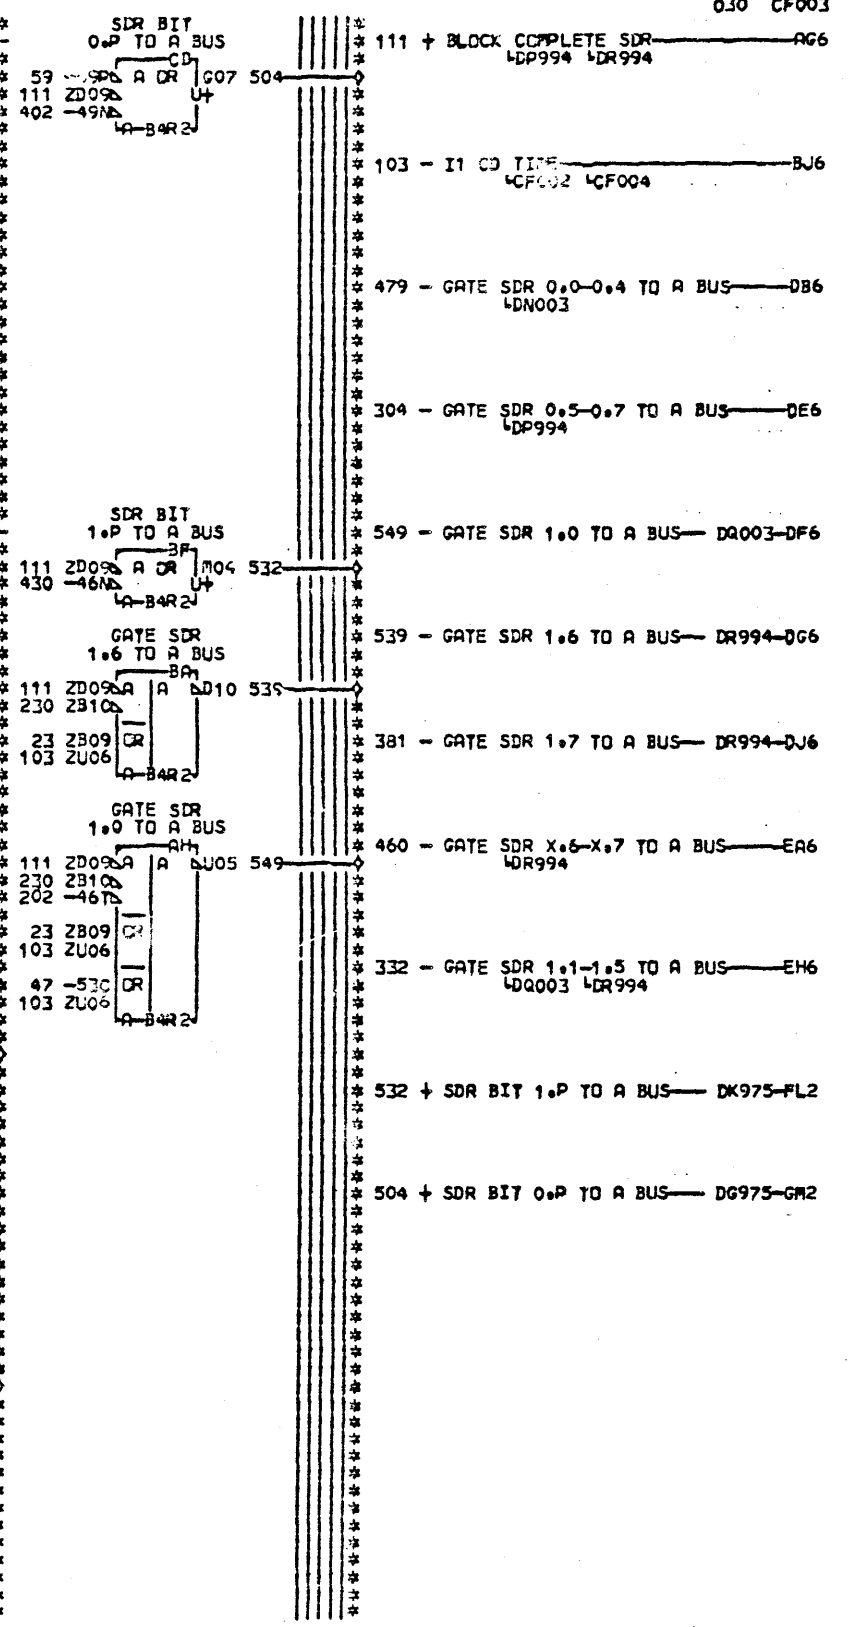 030 CF003
SDR BIT
0.P TO A BUS
CD
59 A OR G07 504
111 ZD09 U+
402 -49N
A-B4R2
SDR BIT
1.P TO A BUS
BF
111 ZD09 A OR M04 532
430 -46N U+
A-B4R2
GATE SDR
1.6 TO A BUS
BA
111 ZD09 A A D10 539
230 ZB10
23 ZB09 OR
103 ZU06
A-B4R2
GATE SDR
1.0 TO A BUS
AH
111 ZD09 A A U05 549
230 ZB10
202 -46T
23 ZB09 OR
103 ZU06
47 -53C OR
103 ZU06
A-B4R2
111 + BLOCK COMPLETE SDR AG6
DP994 DR994
103 - I1 CD TIME BJ6
CF002 CF004
479 - GATE SDR 0.0-0.4 TO A BUS DB6
DN003
304 - GATE SDR 0.5-0.7 TO A BUS DE6
DP994
549 - GATE SDR 1.0 TO A BUS DQ003-DF6
539 - GATE SDR 1.6 TO A BUS DR994-DG6
381 - GATE SDR 1.7 TO A BUS DR994-DJ6
460 - GATE SDR X.6-X.7 TO A BUS EA6
DR994
332 - GATE SDR 1.1-1.5 TO A BUS EH6
DQ003 DR994
532 + SDR BIT 1.P TO A BUS DK975-FL2
504 + SDR BIT 0.P TO A BUS DG975-GM2